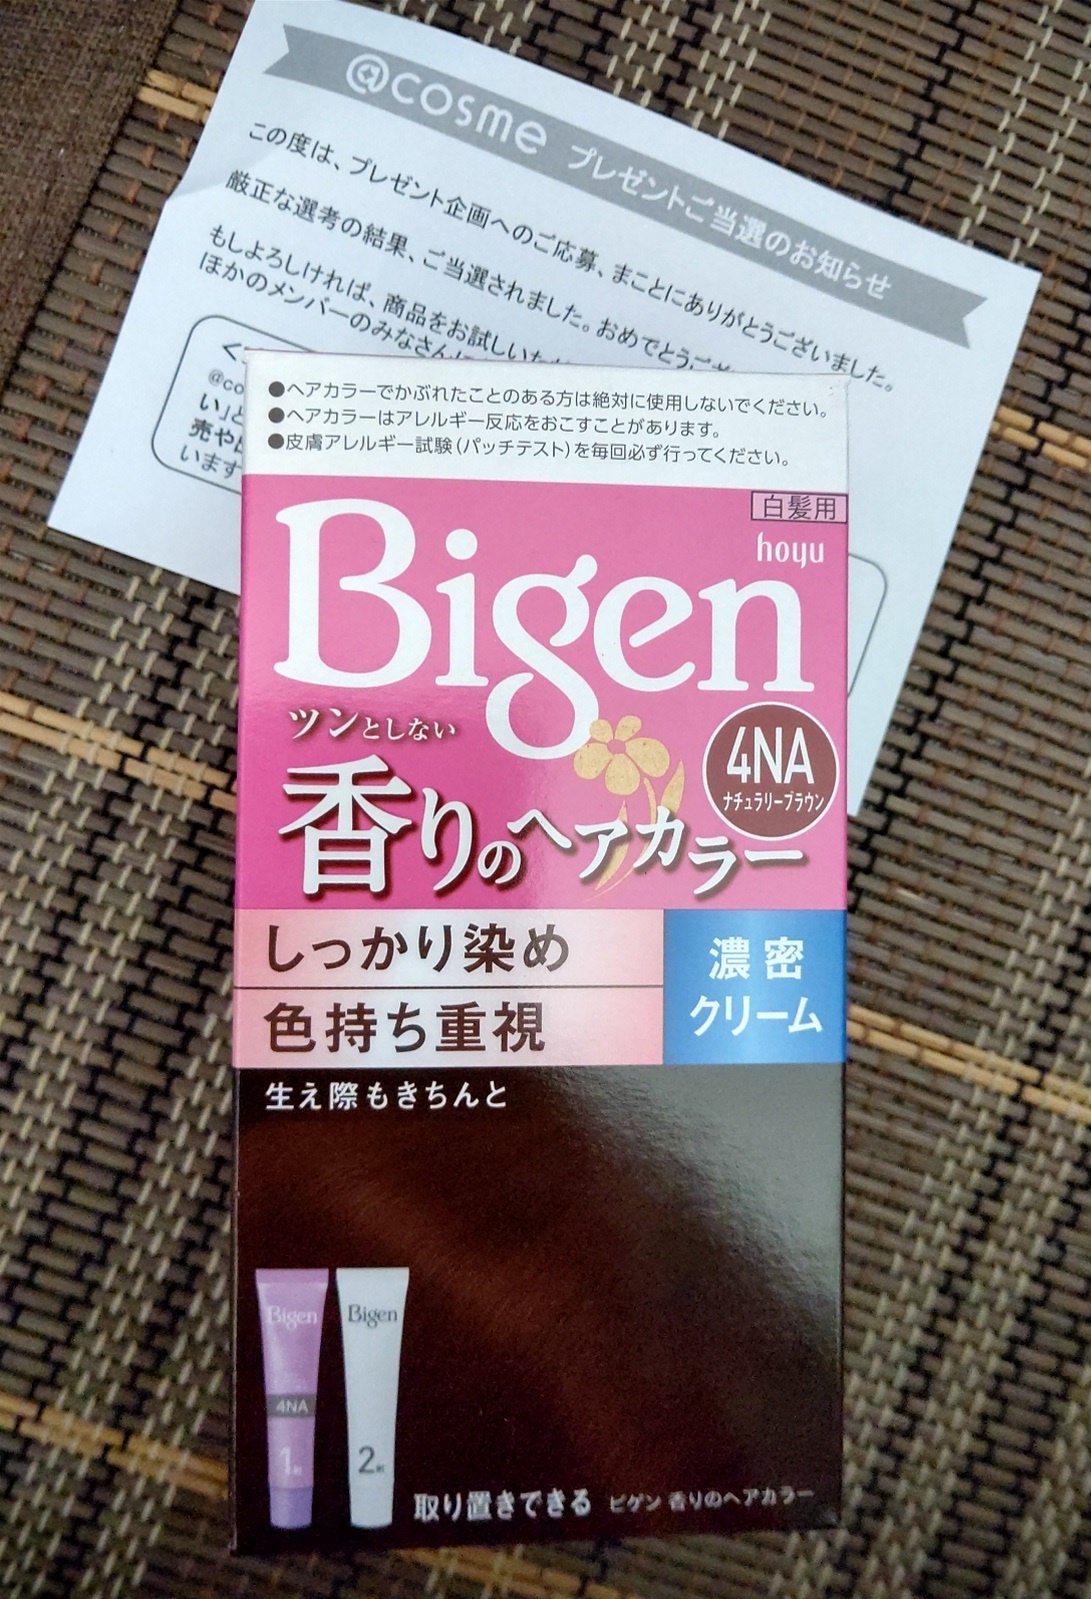 @cosme プレゼントご当選のお知らせ
この度は、プレゼント企画へのご応募、まことにありがとうございました。
厳正な選考の結果、ご当選されました。おめでとうござ
もしよろしければ、商品をお試しいただ
ほかのメンバーのみなさんに
<
@co
い」と
売や
います
●ヘアカラーでかぶれたことのある方は絶対に使用しないでください。
●ヘアカラーはアレルギー反応をおこすことがあります。
●皮膚アレルギー試験(パッチテスト)を毎回必ず行ってください。
白髪用
hoyu
Bigen
ツンとしない
香りのヘアカラー
4NA
ナチュラリーブラウン
しっかり染め
色持ち重視
濃密
クリーム
生え際もきちんと
Bigen
4NA
1剤
Bigen
2剤
取り置きできる ビゲン 香りのヘアカラー